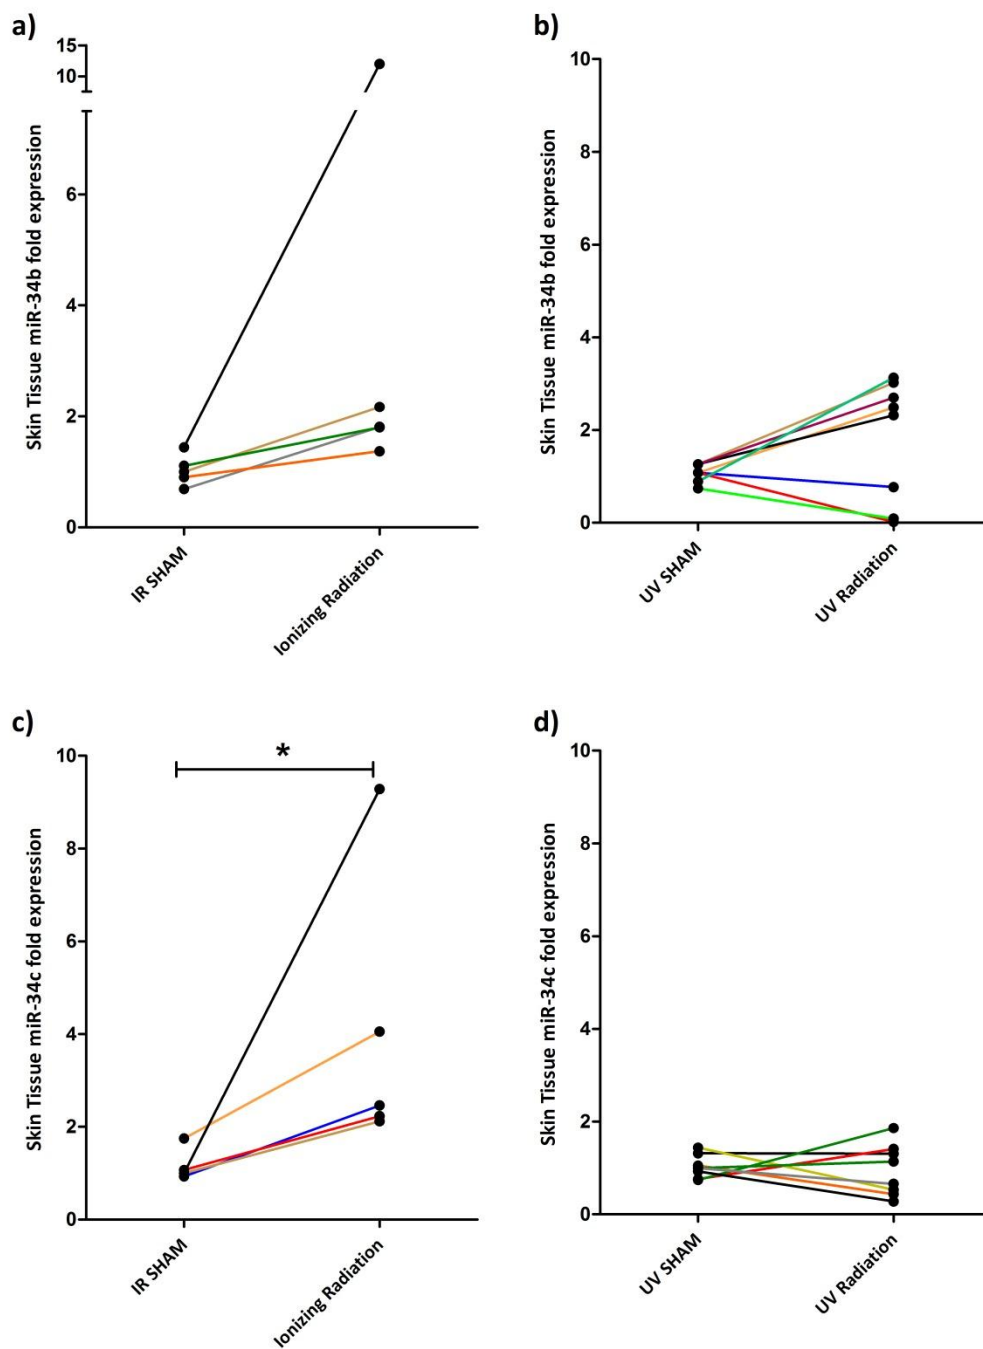 a)
15
10
6
4
2
0
Skin Tissue miR-34b fold expression
IR SHAM
Ionizing Radiation
b)
10
8
6
4
2
0
Skin Tissue miR-34b fold expression
UV SHAM
UV Radiation
c)
*
10
8
6
4
2
0
Skin Tissue miR-34c fold expression
IR SHAM
Ionizing Radiation
d)
10
8
6
4
2
0
Skin Tissue miR-34c fold expression
UV SHAM
UV Radiation